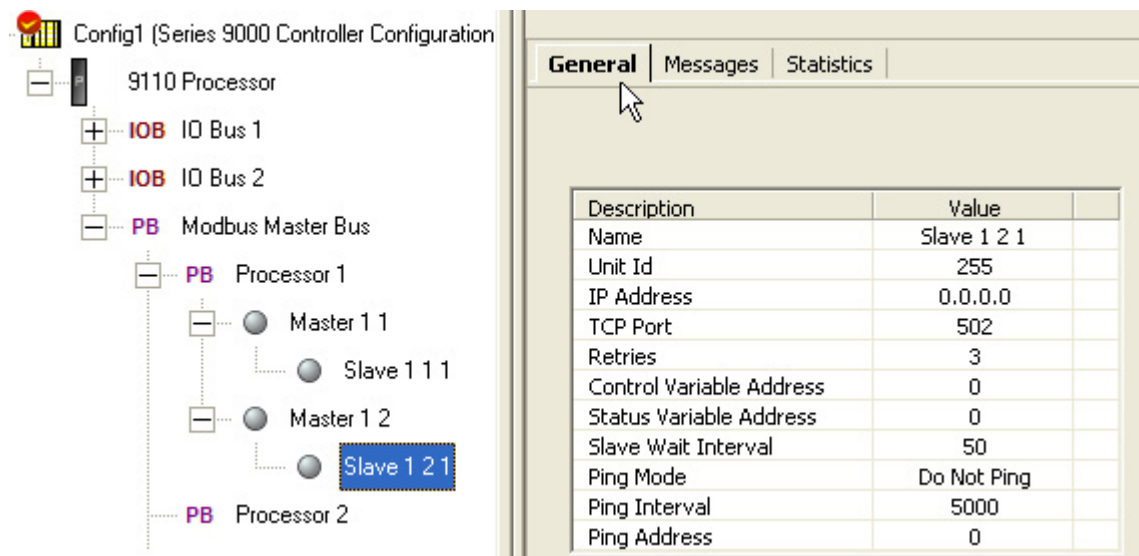 Config1 (Series 9000 Controller Configuration
P 9110 Processor
IOB IO Bus 1
IOB IO Bus 2
PB Modbus Master Bus
PB Processor 1
Master 1 1
Slave 1 1 1
Master 1 2
Slave 1 2 1
PB Processor 2
General Messages Statistics
Description Value
Name Slave 1 2 1
Unit Id 255
IP Address 0.0.0.0
TCP Port 502
Retries 3
Control Variable Address 0
Status Variable Address 0
Slave Wait Interval 50
Ping Mode Do Not Ping
Ping Interval 5000
Ping Address 0